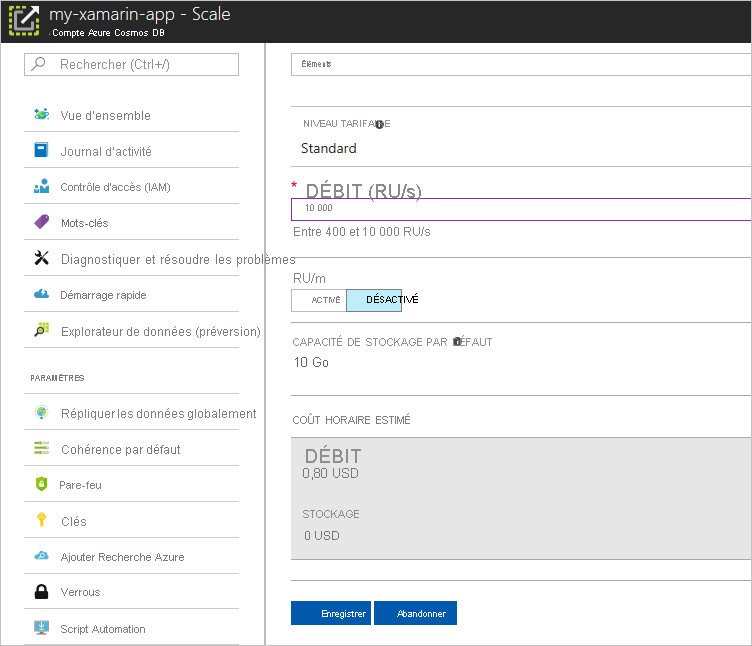 my-xamarin-app - Scale
Compte Azure Cosmos DB
Rechercher (Ctrl+/)
Vue d'ensemble
Journal d'activité
Contrôle d'accès (IAM)
Mots-clés
Diagnostiquer et résoudre les problèmes
Démarrage rapide
Explorateur de données (préversion)
PARAMÈTRES
Répliquer les données globalement
Cohérence par défaut
Pare-feu
Clés
Ajouter Recherche Azure
Verrous
Script Automation
Éléments
NIVEAU TARIFAIRE
Standard
* DÉBIT (RU/s)
10 000
Entre 400 et 10 000 RU/s
RU/m
ACTIVÉ
DÉSACTIVÉ
CAPACITÉ DE STOCKAGE PAR DÉFAUT
10 Go
COÛT HORAIRE ESTIMÉ
DÉBIT
0,80 USD
STOCKAGE
0 USD
Enregistrer
Abandonner